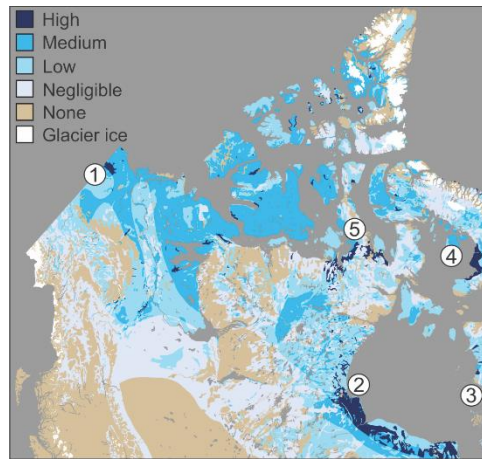 High
Medium
Low
Negligible
None
Glacier ice
1
5
4
2
3